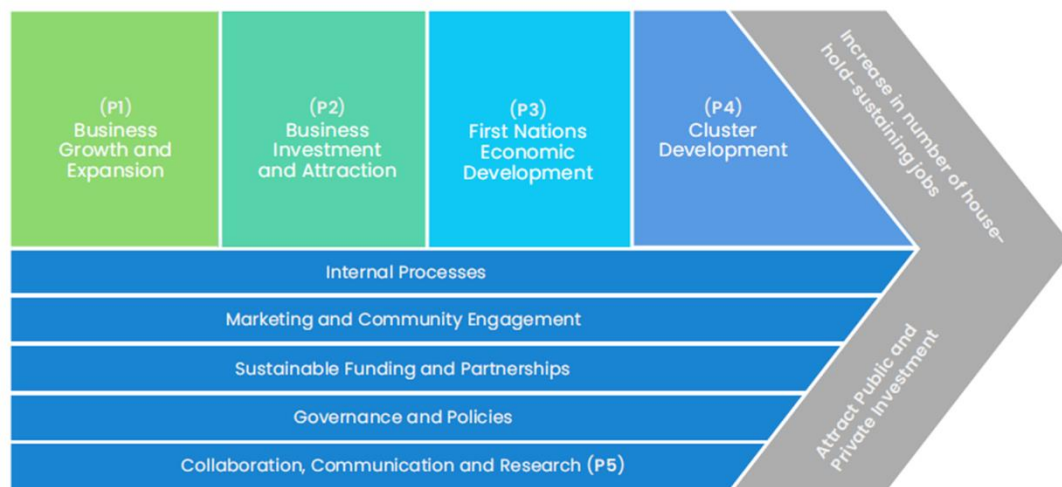 (P1)
Business
Growth and
Expansion
(P2)
Business
Investment
and Attraction
(P3)
First Nations
Economic
Development
(P4)
Cluster
Development
Increase in number of house-
hold-sustaining jobs
Internal Processes
Marketing and Community Engagement
Sustainable Funding and Partnerships
Governance and Policies
Collaboration, Communication and Research (P5)
Attract Public and
Private Investment